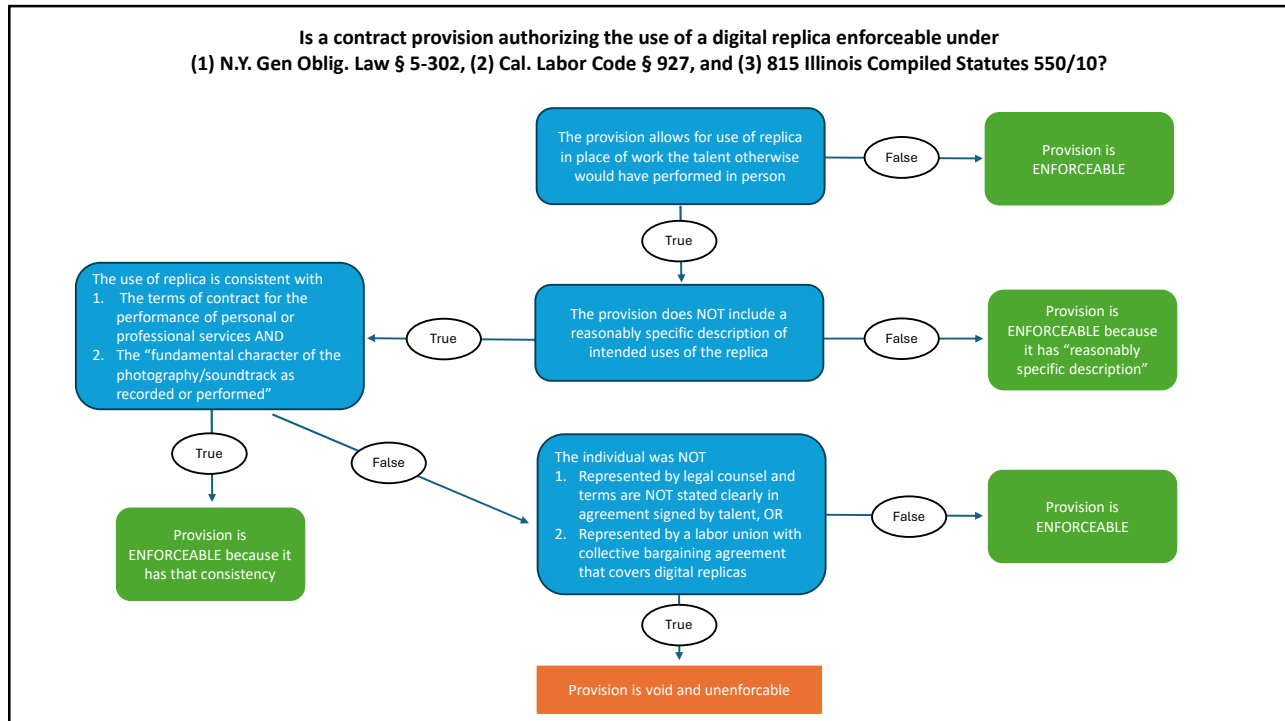 Is a contract provision authorizing the use of a digital replica enforceable under
(1) N.Y. Gen Oblig. Law § 5-302, (2) Cal. Labor Code § 927, and (3) 815 Illinois Compiled Statutes 550/10?
The provision allows for use of replica
in place of work the talent otherwise
would have performed in person
False
Provision is
ENFORCEABLE
True
The provision does NOT include a
reasonably specific description of
intended uses of the replica
False
Provision is
ENFORCEABLE because
it has “reasonably
specific description”
True
The use of replica is consistent with
1. The terms of contract for the
performance of personal or
professional services AND
2. The “fundamental character of the
photography/soundtrack as
recorded or performed”
True
Provision is
ENFORCEABLE because it
has that consistency
False
The individual was NOT
1. Represented by legal counsel and
terms are NOT stated clearly in
agreement signed by talent, OR
2. Represented by a labor union with
collective bargaining agreement
that covers digital replicas
False
Provision is
ENFORCEABLE
True
Provision is void and unenforcable